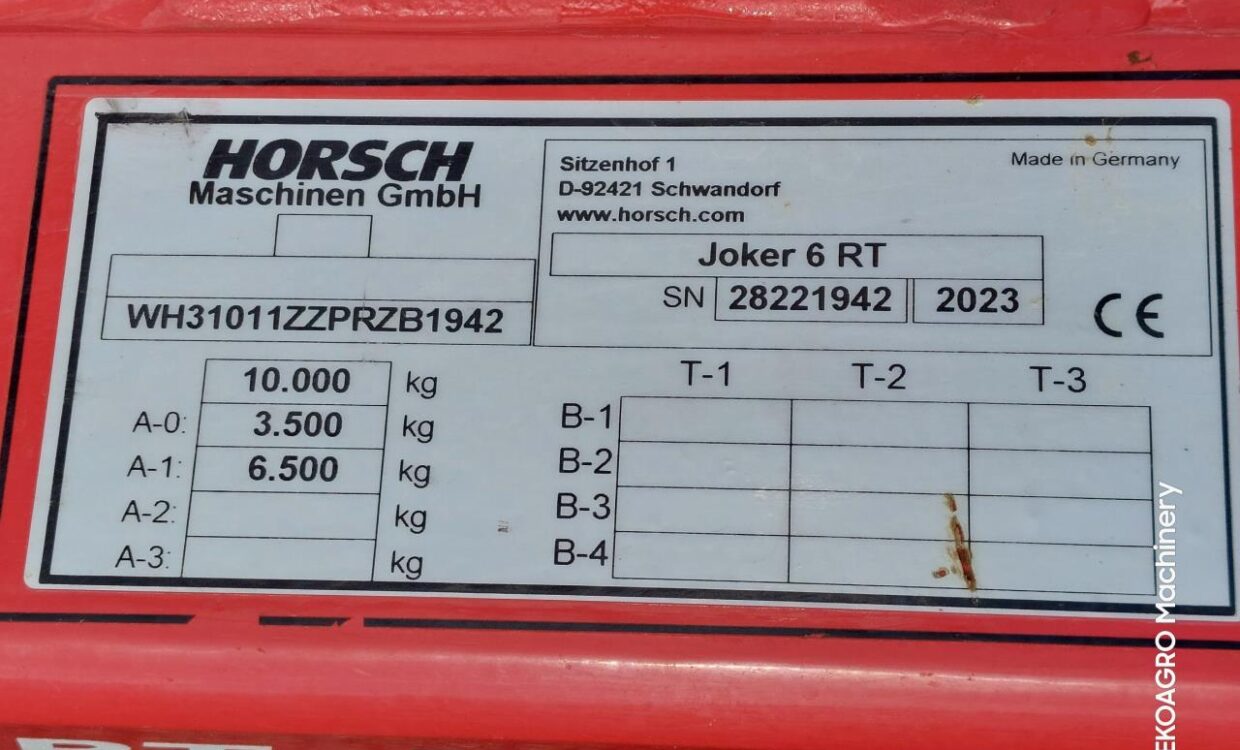 HORSCH
Maschinen GmbH
WH31011ZZPRZB1942
Sitzenhof 1
D-92421 Schwandorf
www.horsch.com
Made in Germany
Joker 6 RT
SN 28221942 2023
CE
10.000 kg
A-0: 3.500 kg
A-1: 6.500 kg
A-2: kg
A-3: kg
T-1 T-2 T-3
B-1
B-2
B-3
B-4
EKOAGRO Machinery
RT